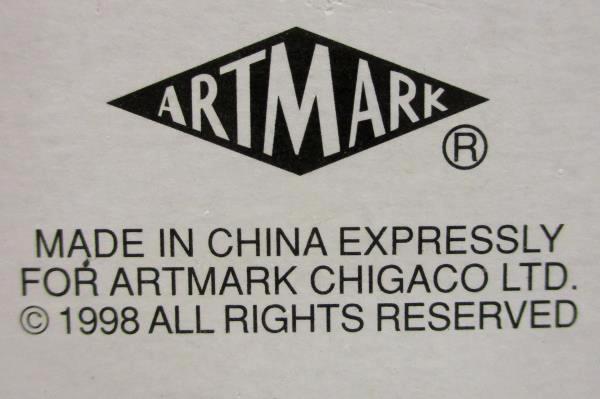 ARTMARK
®
MADE IN CHINA EXPRESSLY
FOR ARTMARK CHIGACO LTD.
© 1998 ALL RIGHTS RESERVED